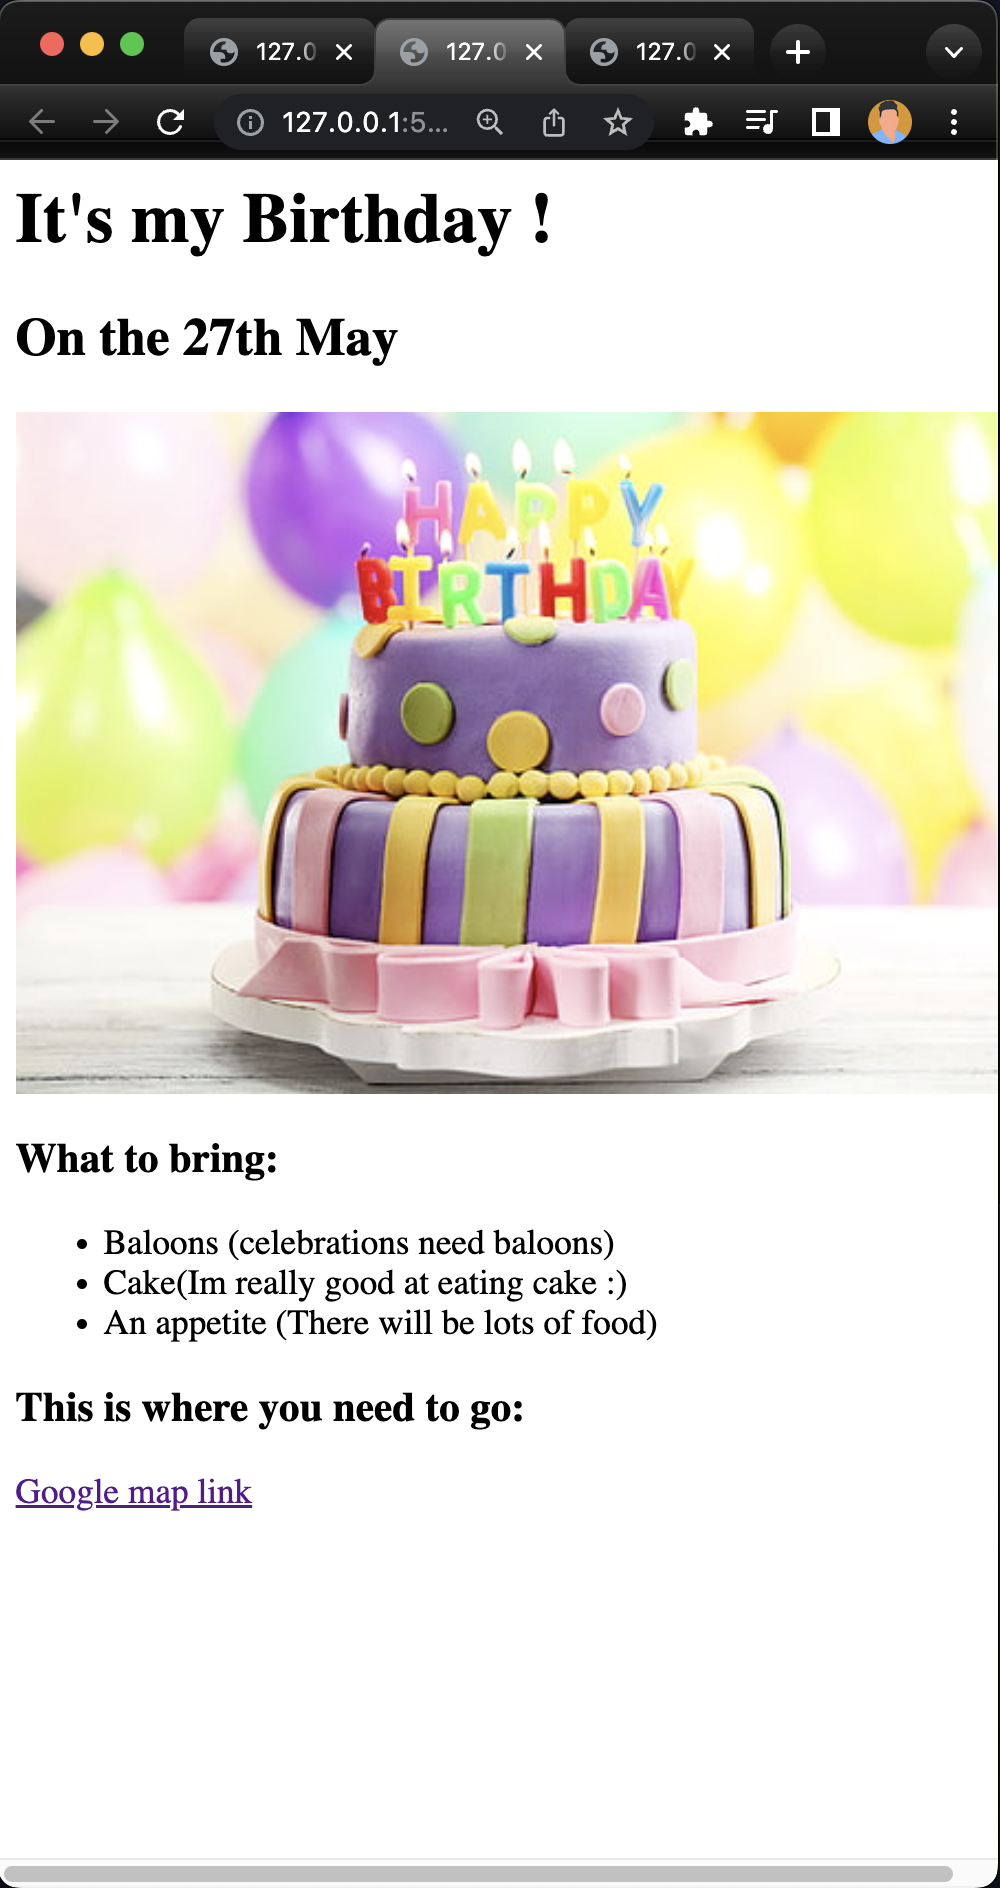 127.0
127.0
127.0
127.0.0.1:5...
It's my Birthday !
On the 27th May
HAPPY
BIRTHDAY
What to bring:
• Baloons (celebrations need baloons)
• Cake(Im really good at eating cake :)
• An appetite (There will be lots of food)
This is where you need to go:
Google map link